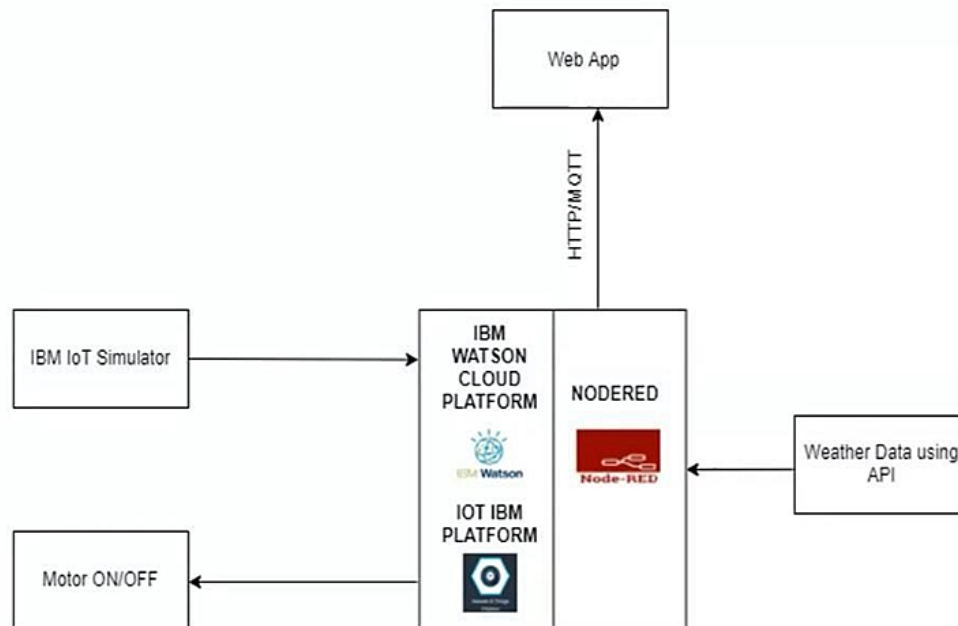 Web App
HTTP/MQTT
IBM IoT Simulator
IBM
WATSON
CLOUD
PLATFORM
IBM Watson
IOT IBM
PLATFORM
NODERED
Node-RED
Weather Data using
API
Motor ON/OFF